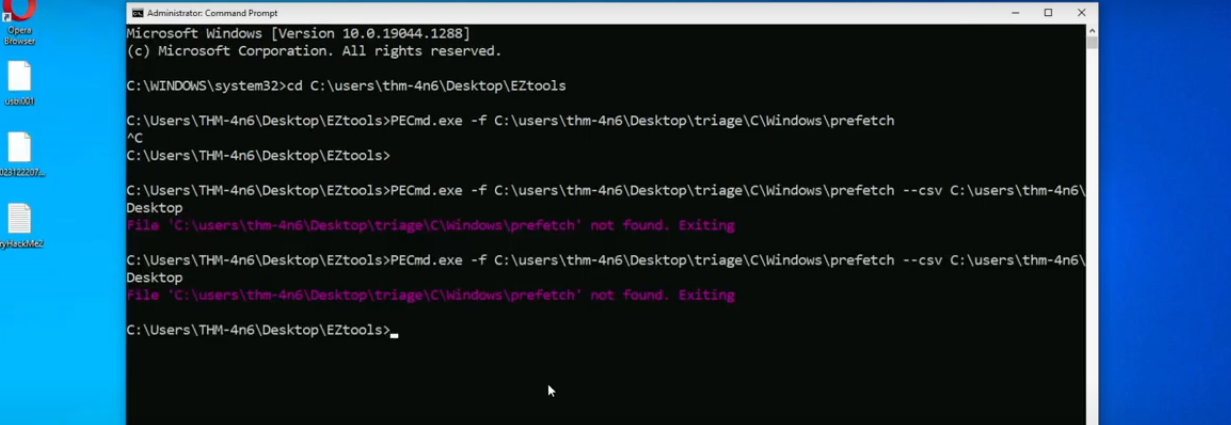 Opera
Browser
Administrator: Command Prompt
Microsoft Windows [Version 10.0.19044.1288]
(c) Microsoft Corporation. All rights reserved.
C:\WINDOWS\system32>cd C:\users\thm-4n6\Desktop\EZtools
C:\Users\THM-4n6\Desktop\EZtools>PECmd.exe -f C:\users\thm-4n6\Desktop\triage\C\Windows\prefetch
^C
C:\Users\THM-4n6\Desktop\EZtools>
C:\Users\THM-4n6\Desktop\EZtools>PECmd.exe -f C:\users\thm-4n6\Desktop\triage\C\Windows\prefetch --csv C:\users\thm-4n6\
Desktop
File 'C:\users\thm-4n6\Desktop\triage\C\Windows\prefetch' not found. Exiting
C:\Users\THM-4n6\Desktop\EZtools>PECmd.exe -f C:\users\thm-4n6\Desktop\triage\C\Windows\prefetch --csv C:\users\thm-4n6\
Desktop
File 'C:\users\thm-4n6\Desktop\triage\C\Windows\prefetch' not found. Exiting
C:\Users\THM-4n6\Desktop\EZtools>